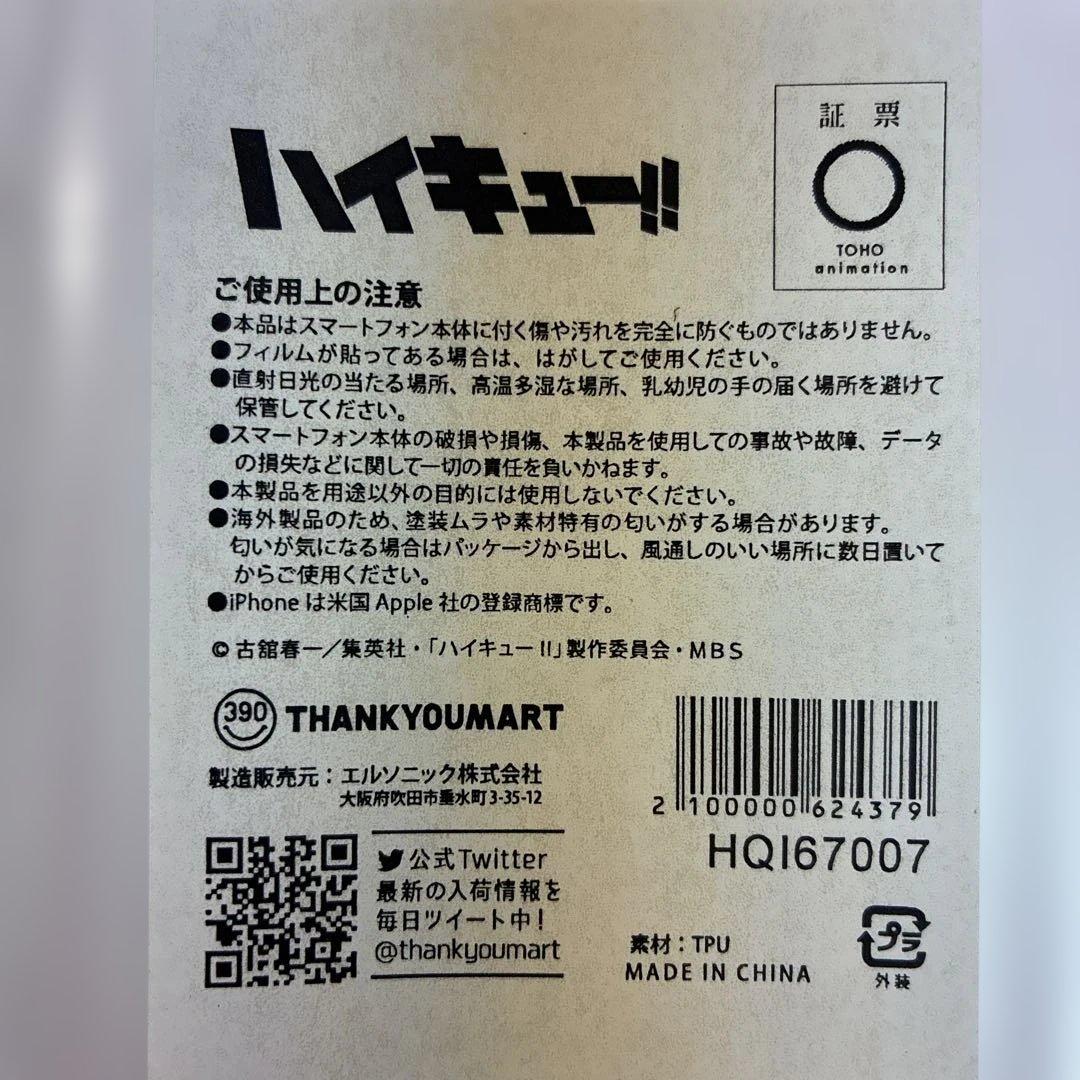 ハイキュー!!
証票
TOHO
animation
ご使用上の注意
●本品はスマートフォン本体に付く傷や汚れを完全に防ぐものではありません。
●フィルムが貼ってある場合は、はがしてご使用ください。
●直射日光の当たる場所、高温多湿な場所、乳幼児の手の届く場所を避けて
保管してください。
●スマートフォン本体の破損や損傷、本製品を使用しての事故や故障、データ
の損失などに関して一切の責任を負いかねます。
●本製品を用途以外の目的には使用しないでください。
●海外製品のため、塗装ムラや素材特有の匂いがする場合があります。
匂いが気になる場合はパッケージから出し、風通しのいい場所に数日置いて
からご使用ください。
●iPhone は米国 Apple 社の登録商標です。
© 古舘春一／集英社・「ハイキュー!!」製作委員会・MBS
390 THANKYOUMART
製造販売元：エルソニック株式会社
大阪府吹田市垂水町3-35-12
公式Twitter
最新の入荷情報を
毎日ツイート中！
@thankyoumart
2 100000 624379
HQI67007
素材：TPU
MADE IN CHINA
プラ
外装